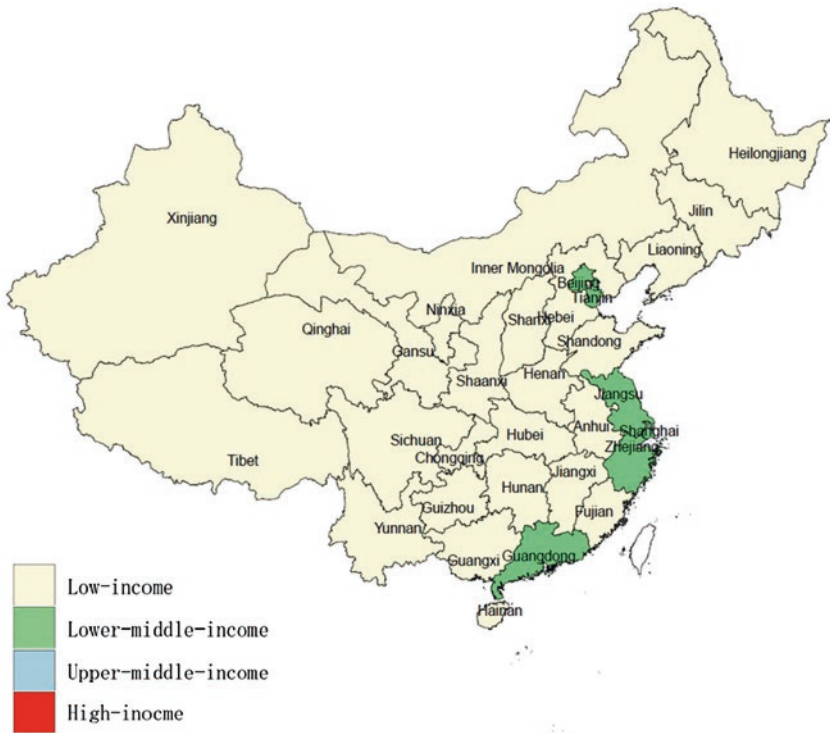 Heilongjiang
Jilin
Xinjiang
Liaoning
Inner Mongolia
Beijing
Tianjin
Ninxia
Hebei
Shanxi
Qinghai
Shandong
Gansu
Henan
Shaanxi
Jiangsu
Anhui
Shanghai
Hubei
Sichuan
Zhejiang
Chongqing
Tibet
Jiangxi
Hunan
Guizhou
Fujian
Yunnan
Guangxi
Guangdong
Hainan
Low-income
Lower-middle-income
Upper-middle-income
High-inocme